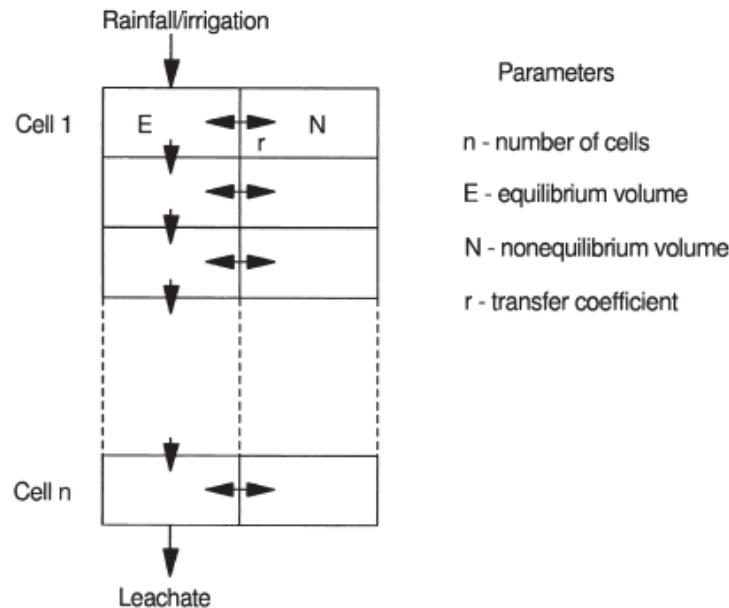 Rainfall/irrigation
Parameters
Cell 1
E
N
r
n - number of cells
E - equilibrium volume
N - nonequilibrium volume
r - transfer coefficient
Cell n
Leachate